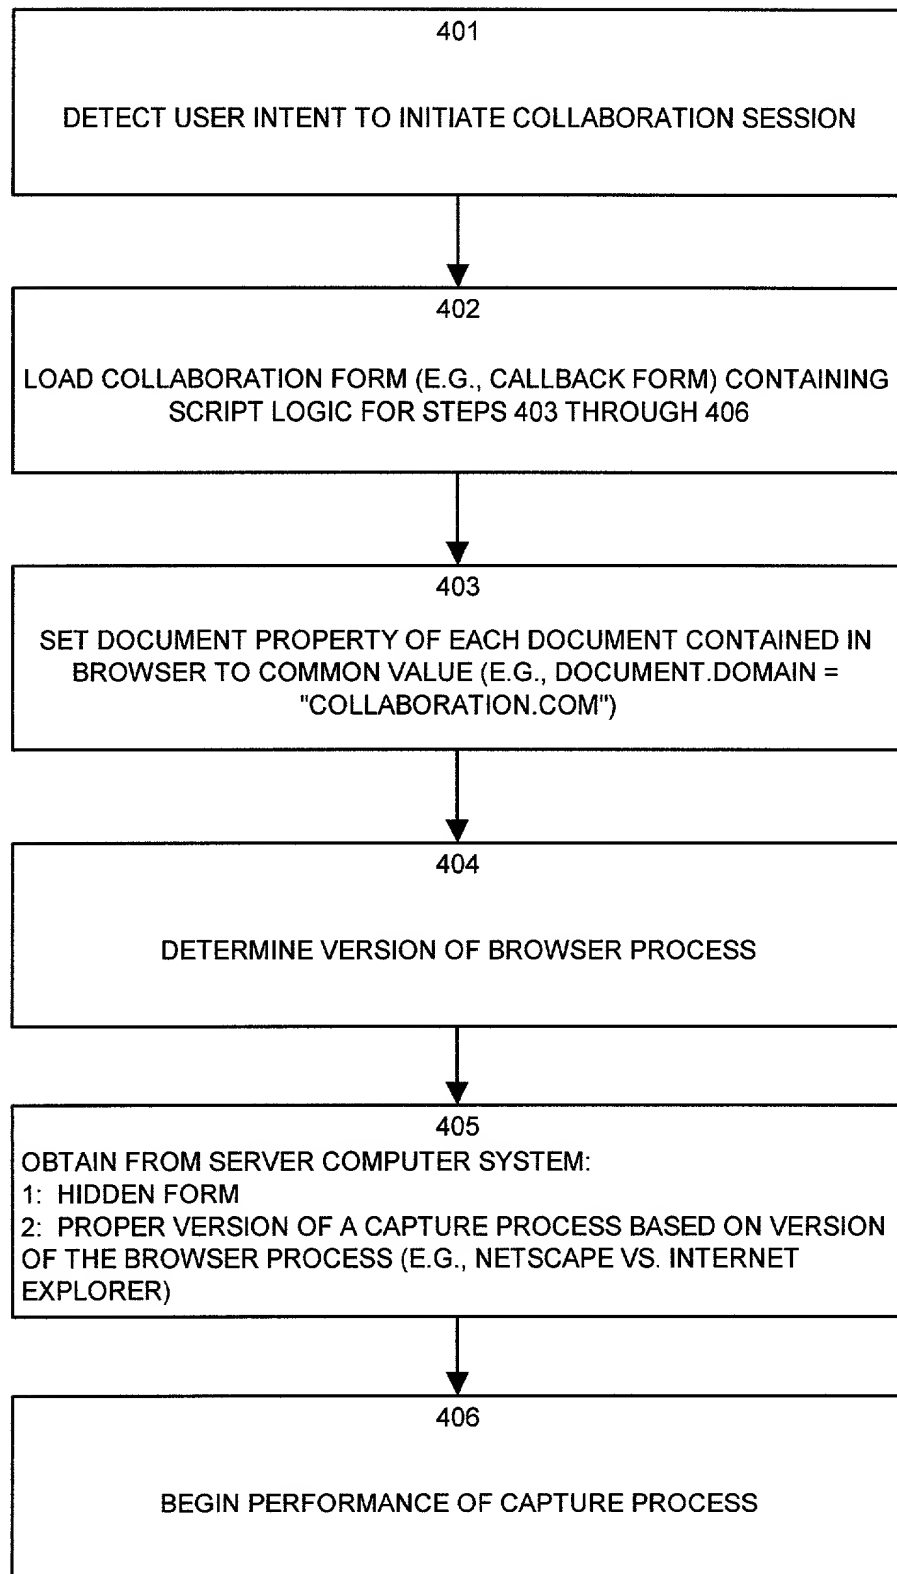 401
DETECT USER INTENT TO INITIATE COLLABORATION SESSION
402
LOAD COLLABORATION FORM (E.G., CALLBACK FORM) CONTAINING
SCRIPT LOGIC FOR STEPS 403 THROUGH 406
403
SET DOCUMENT PROPERTY OF EACH DOCUMENT CONTAINED IN
BROWSER TO COMMON VALUE (E.G., DOCUMENT.DOMAIN =
"COLLABORATION.COM")
404
DETERMINE VERSION OF BROWSER PROCESS
405
OBTAIN FROM SERVER COMPUTER SYSTEM:
1: HIDDEN FORM
2: PROPER VERSION OF A CAPTURE PROCESS BASED ON VERSION
OF THE BROWSER PROCESS (E.G., NETSCAPE VS. INTERNET
EXPLORER)
406
BEGIN PERFORMANCE OF CAPTURE PROCESS